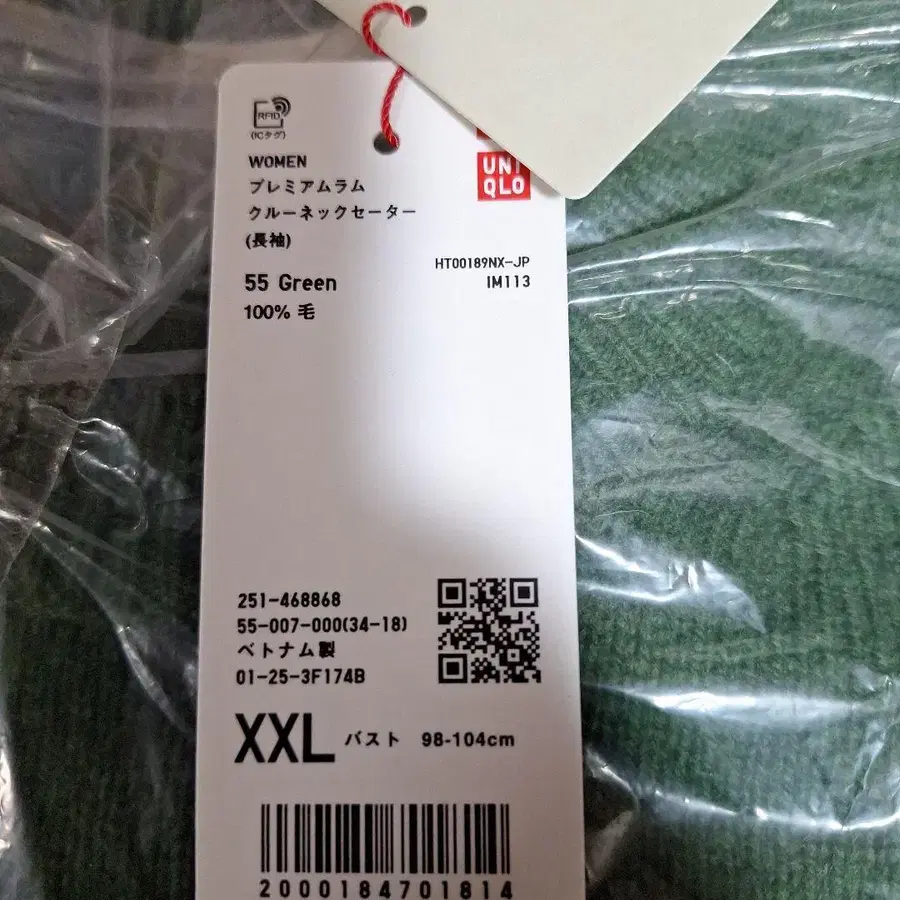 RFID
(ICタグ)
UNI
QLO
WOMEN
プレミアムラム
クルーネックセーター
(長袖)
HT00189NX-JP
55 Green
IM113
100% 毛
251-468868
55-007-000(34-18)
ベトナム製
01-25-3F174B
XXL バスト 98-104cm
2000184701814